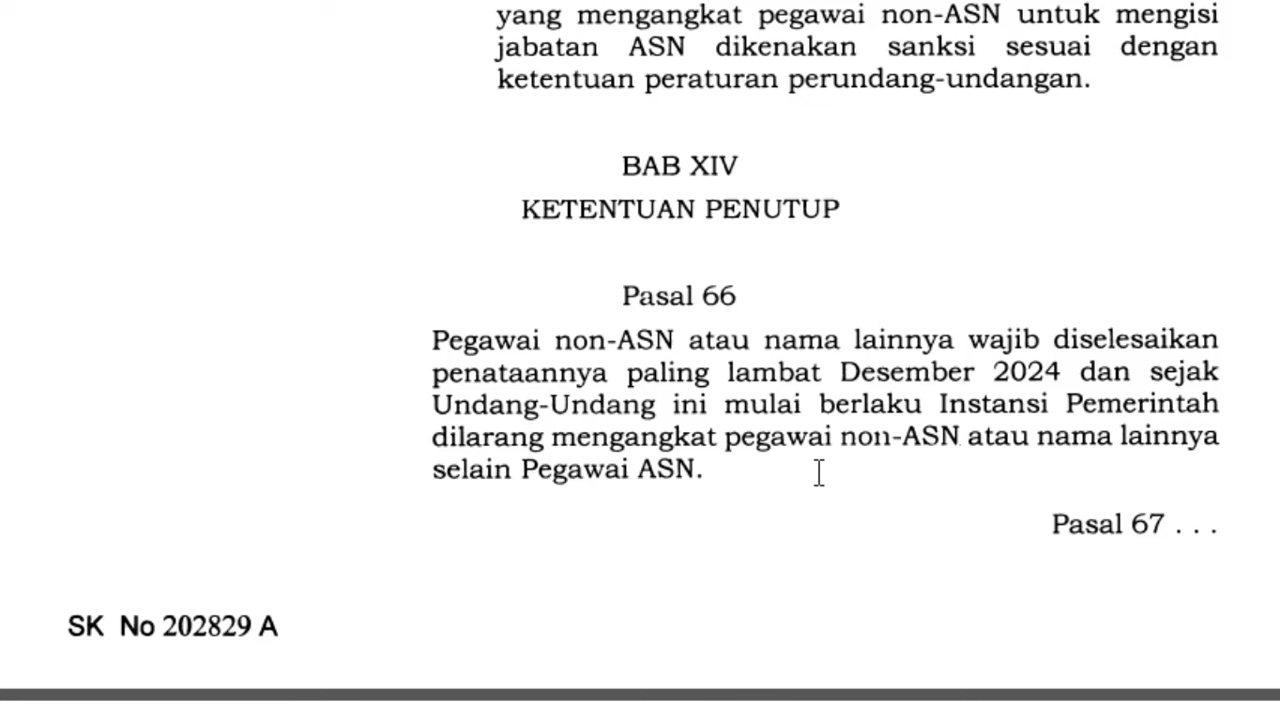 yang mengangkat pegawai non-ASN untuk mengisi
jabatan ASN dikenakan sanksi sesuai dengan
ketentuan peraturan perundang-undangan.
BAB XIV
KETENTUAN PENUTUP
Pasal 66
Pegawai non-ASN atau nama lainnya wajib diselesaikan
penataannya paling lambat Desember 2024 dan sejak
Undang-Undang ini mulai berlaku Instansi Pemerintah
dilarang mengangkat pegawai non-ASN atau nama lainnya
selain Pegawai ASN.
Pasal 67 . . .
SK No 202829 A